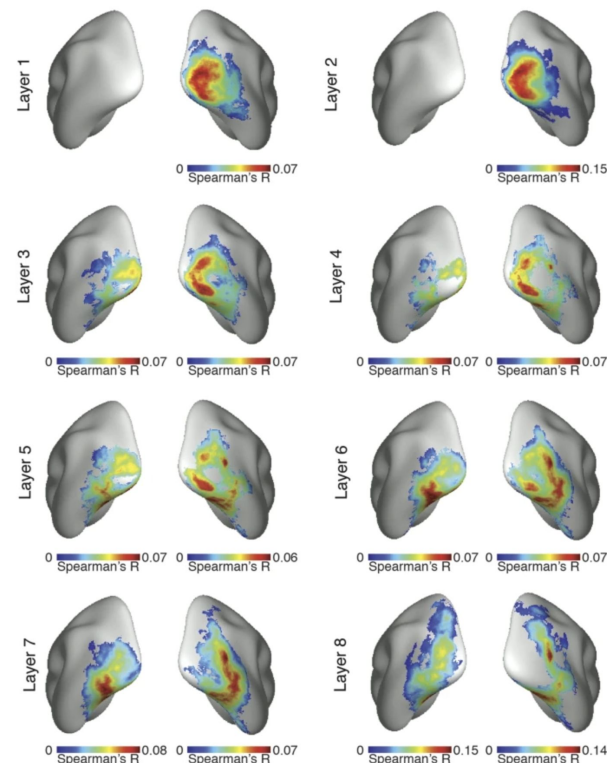 Layer 1
0 0.07
Spearman's R
Layer 2
0 0.15
Spearman's R
Layer 3
0 0.07 0 0.07
Spearman's R Spearman's R
Layer 4
0 0.07 0 0.07
Spearman's R Spearman's R
Layer 5
0 0.07 0 0.06
Spearman's R Spearman's R
Layer 6
0 0.07 0 0.07
Spearman's R Spearman's R
Layer 7
0 0.08 0 0.07
Spearman's R Spearman's R
Layer 8
0 0.15 0 0.14
Spearman's R Spearman's R